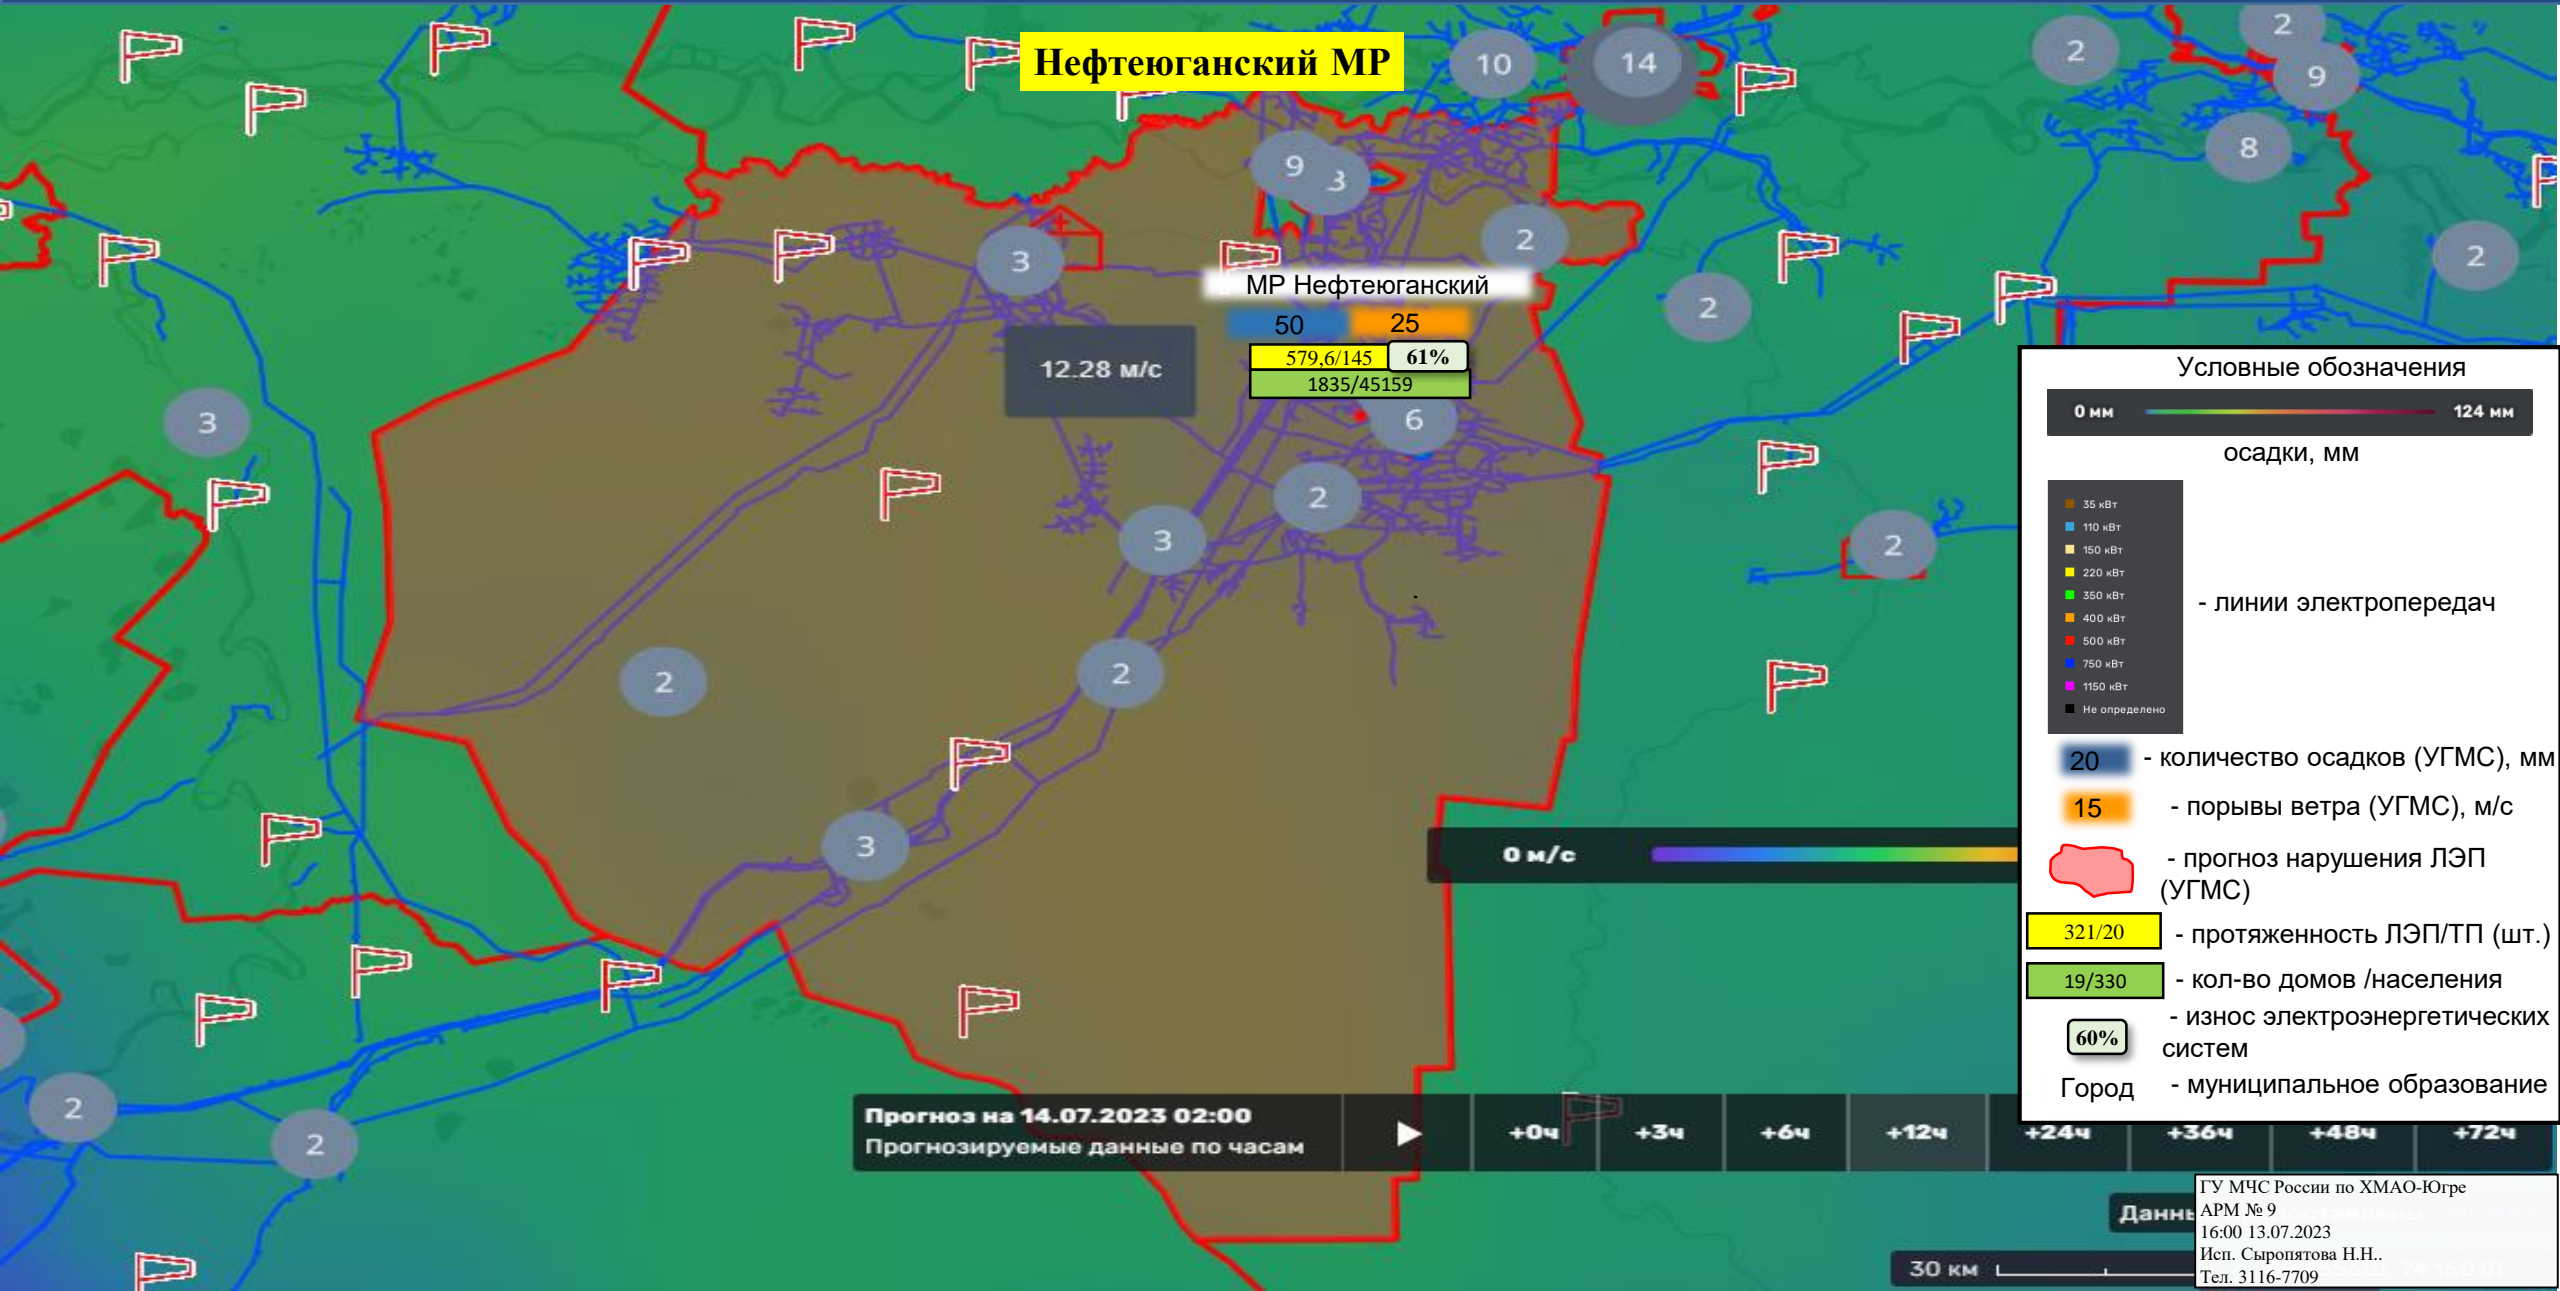 Нефтеюганский МР
10
14
2
2
9
9
3
8
3
2
2
2
МР Нефтеюганский
50
25
12.28 м/с
579,6/145
61%
1835/45159
3
6
2
3
2
2
2
3
2
2
Условные обозначения
0 мм
124 мм
осадки, мм
35 кВт
110 кВт
150 кВт
220 кВт
350 кВт
400 кВт
500 кВт
750 кВт
1150 кВт
Не определено
- линии электропередач
20
- количество осадков (УГМС), мм
15
- порывы ветра (УГМС), м/с
- прогноз нарушения ЛЭП
(УГМС)
321/20
- протяженность ЛЭП/ТП (шт.)
19/330
- кол-во домов /населения
60%
- износ электроэнергетических
систем
Город
- муниципальное образование
0 м/с
Прогноз на 14.07.2023 02:00
Прогнозируемые данные по часам
+0ч
+3ч
+6ч
+12ч
+24ч
+36ч
+48ч
+72ч
ГУ МЧС России по ХМАО-Югре
АРМ № 9
16:00 13.07.2023
Исп. Сыропятова Н.Н..
Тел. 3116-7709
30 км